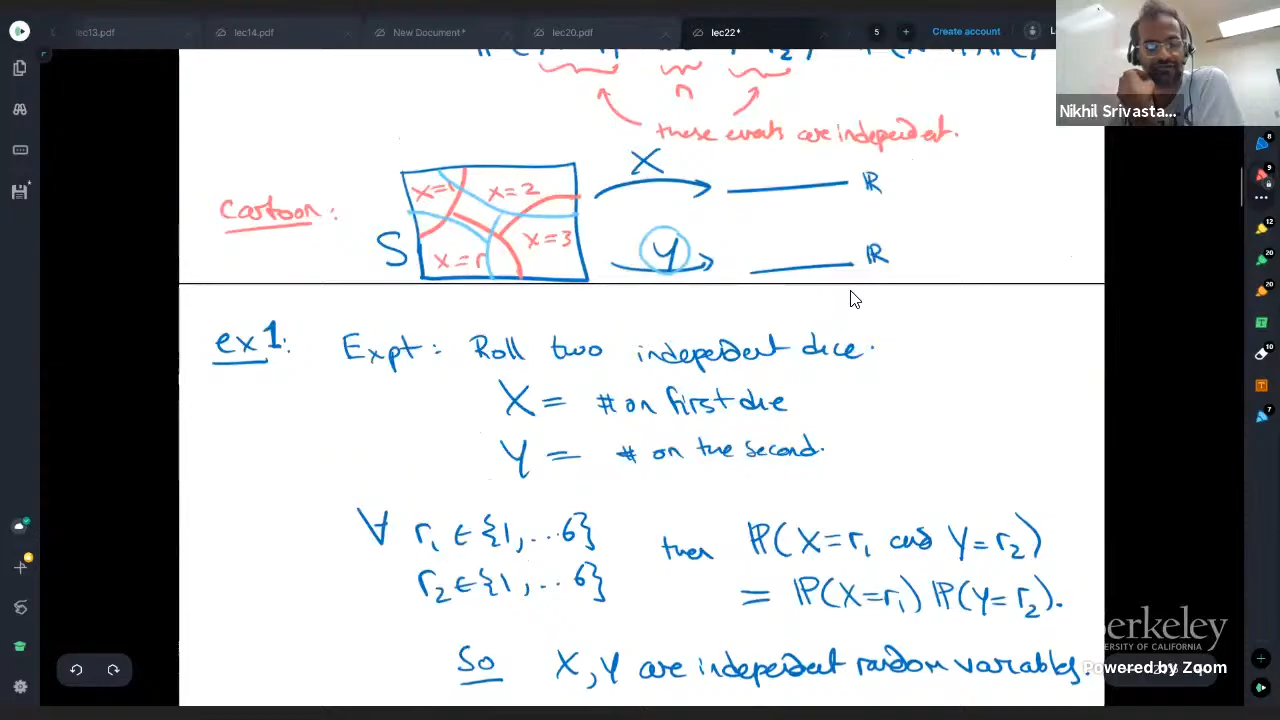 lec13.pdf lec14.pdf New Document* lec20.pdf lec22* 5 + Create account
Nikhil Srivasta...
n
these events are independent.
X
ℝ
Cartoon:
x=1 x=2
x=3
x=r
S
Y
ℝ
ex1: Expt: Roll two independent dice.
X = # on first die
Y = # on the second.
∀ r₁ ∈ {1, ...6} then ℙ(X=r₁ and Y=r₂)
r₂ ∈ {1, ...6} = ℙ(X=r₁) ℙ(Y=r₂).
So X, Y are independent random variables.
Berkeley
UNIVERSITY OF CALIFORNIA
Powered by Zoom